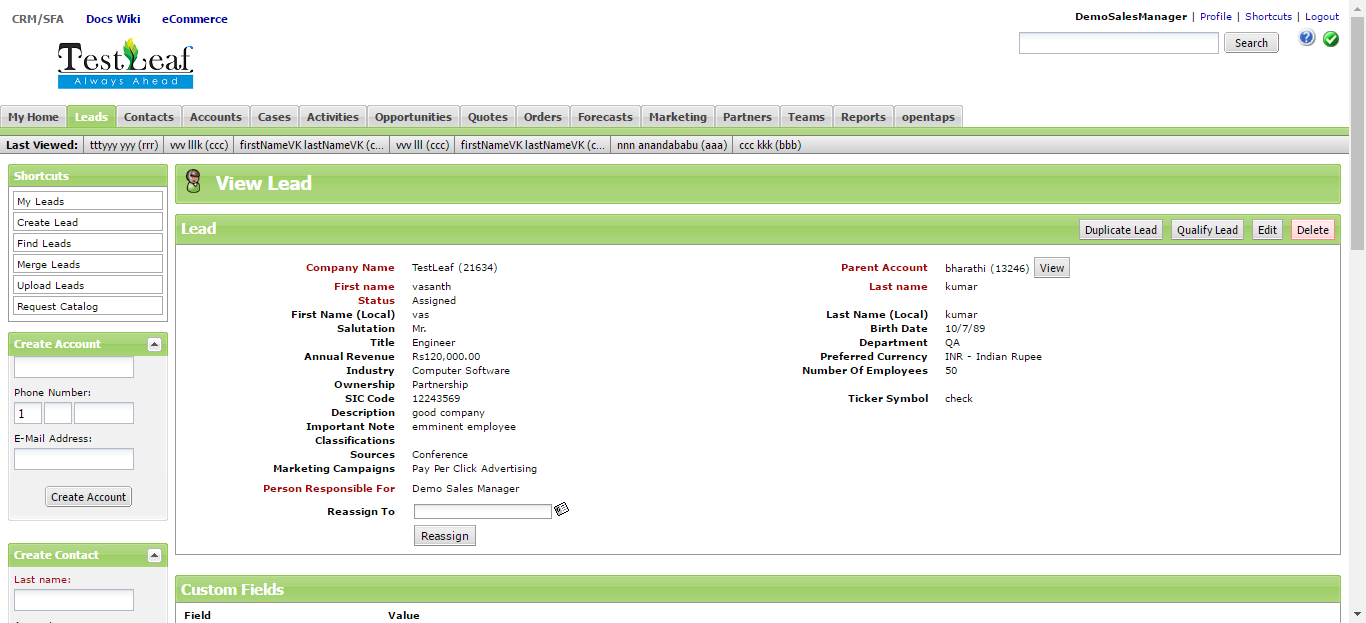 CRM/SFA Docs Wiki eCommerce
DemoSalesManager | Profile | Shortcuts | Logout
TestLeaf
Always Ahead
Search
My Home Leads Contacts Accounts Cases Activities Opportunities Quotes Orders Forecasts Marketing Partners Teams Reports opentaps
Last Viewed: tttyyy yyy (rrr) vvv lllk (ccc) firstNameVK lastNameVK (c... vvv lll (ccc) firstNameVK lastNameVK (c... nnn anandababu (aaa) ccc kkk (bbb)
Shortcuts
My Leads
Create Lead
Find Leads
Merge Leads
Upload Leads
Request Catalog
Create Account
Phone Number:
1
E-Mail Address:
Create Account
Create Contact
Last name:
View Lead
Lead Duplicate Lead Qualify Lead Edit Delete
Company Name TestLeaf (21634) Parent Account bharathi (13246) View
First name vasanth Last name kumar
Status Assigned
First Name (Local) vas Last Name (Local) kumar
Salutation Mr. Birth Date 10/7/89
Title Engineer Department QA
Annual Revenue Rs120,000.00 Preferred Currency INR - Indian Rupee
Industry Computer Software Number Of Employees 50
Ownership Partnership
SIC Code 12243569 Ticker Symbol check
Description good company
Important Note emminent employee
Classifications
Sources Conference
Marketing Campaigns Pay Per Click Advertising
Person Responsible For Demo Sales Manager
Reassign To
Reassign
Custom Fields
Field Value